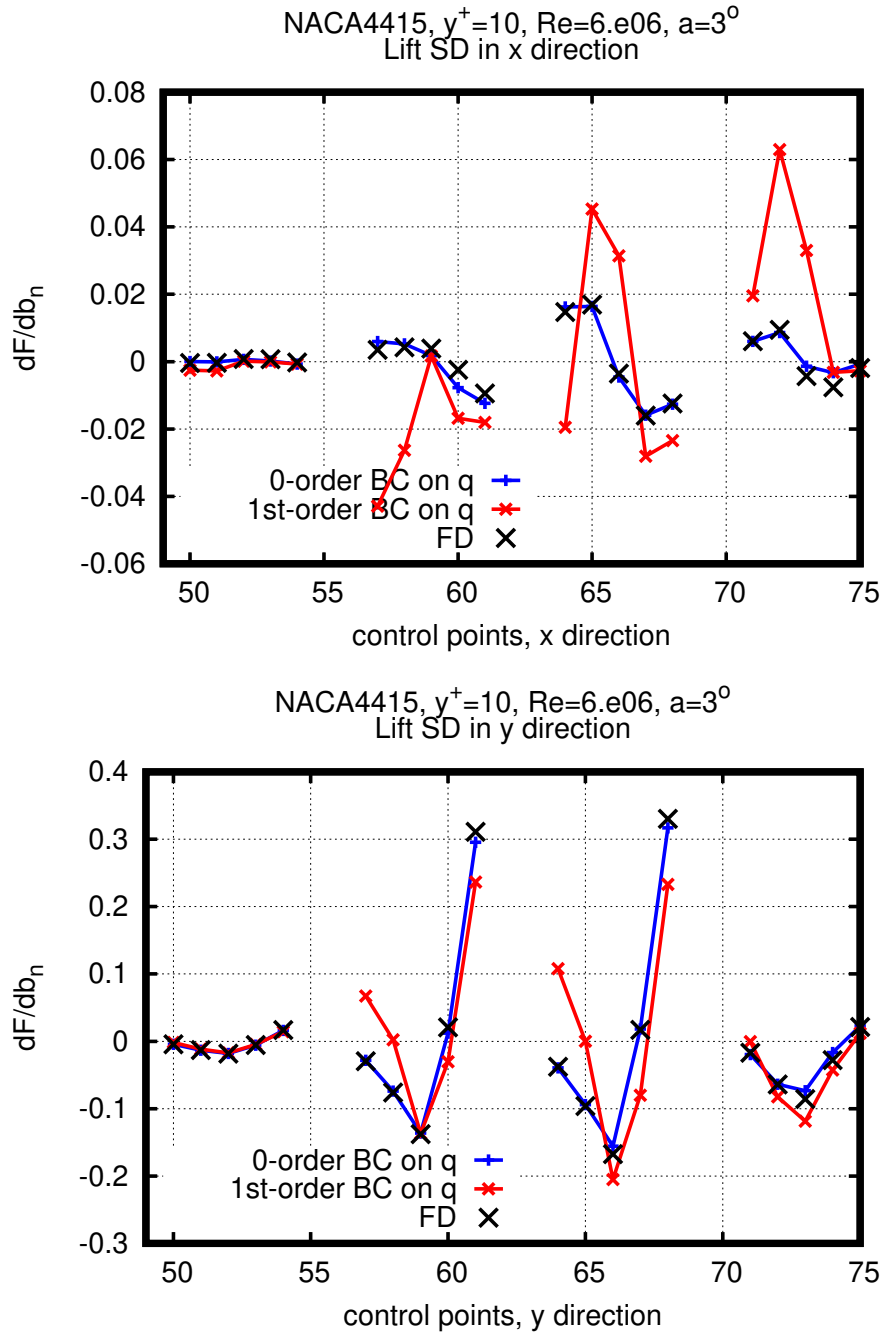 NACA4415, y+=10, Re=6.e06, a=3o
Lift SD in x direction
0.08
0.06
0.04
0.02
0
-0.02
-0.04
-0.06
dF/dbn
0-order BC on q
1st-order BC on q
FD
50 55 60 65 70 75
control points, x direction
NACA4415, y+=10, Re=6.e06, a=3o
Lift SD in y direction
0.4
0.3
0.2
0.1
0
-0.1
-0.2
-0.3
dF/dbn
0-order BC on q
1st-order BC on q
FD
50 55 60 65 70 75
control points, y direction